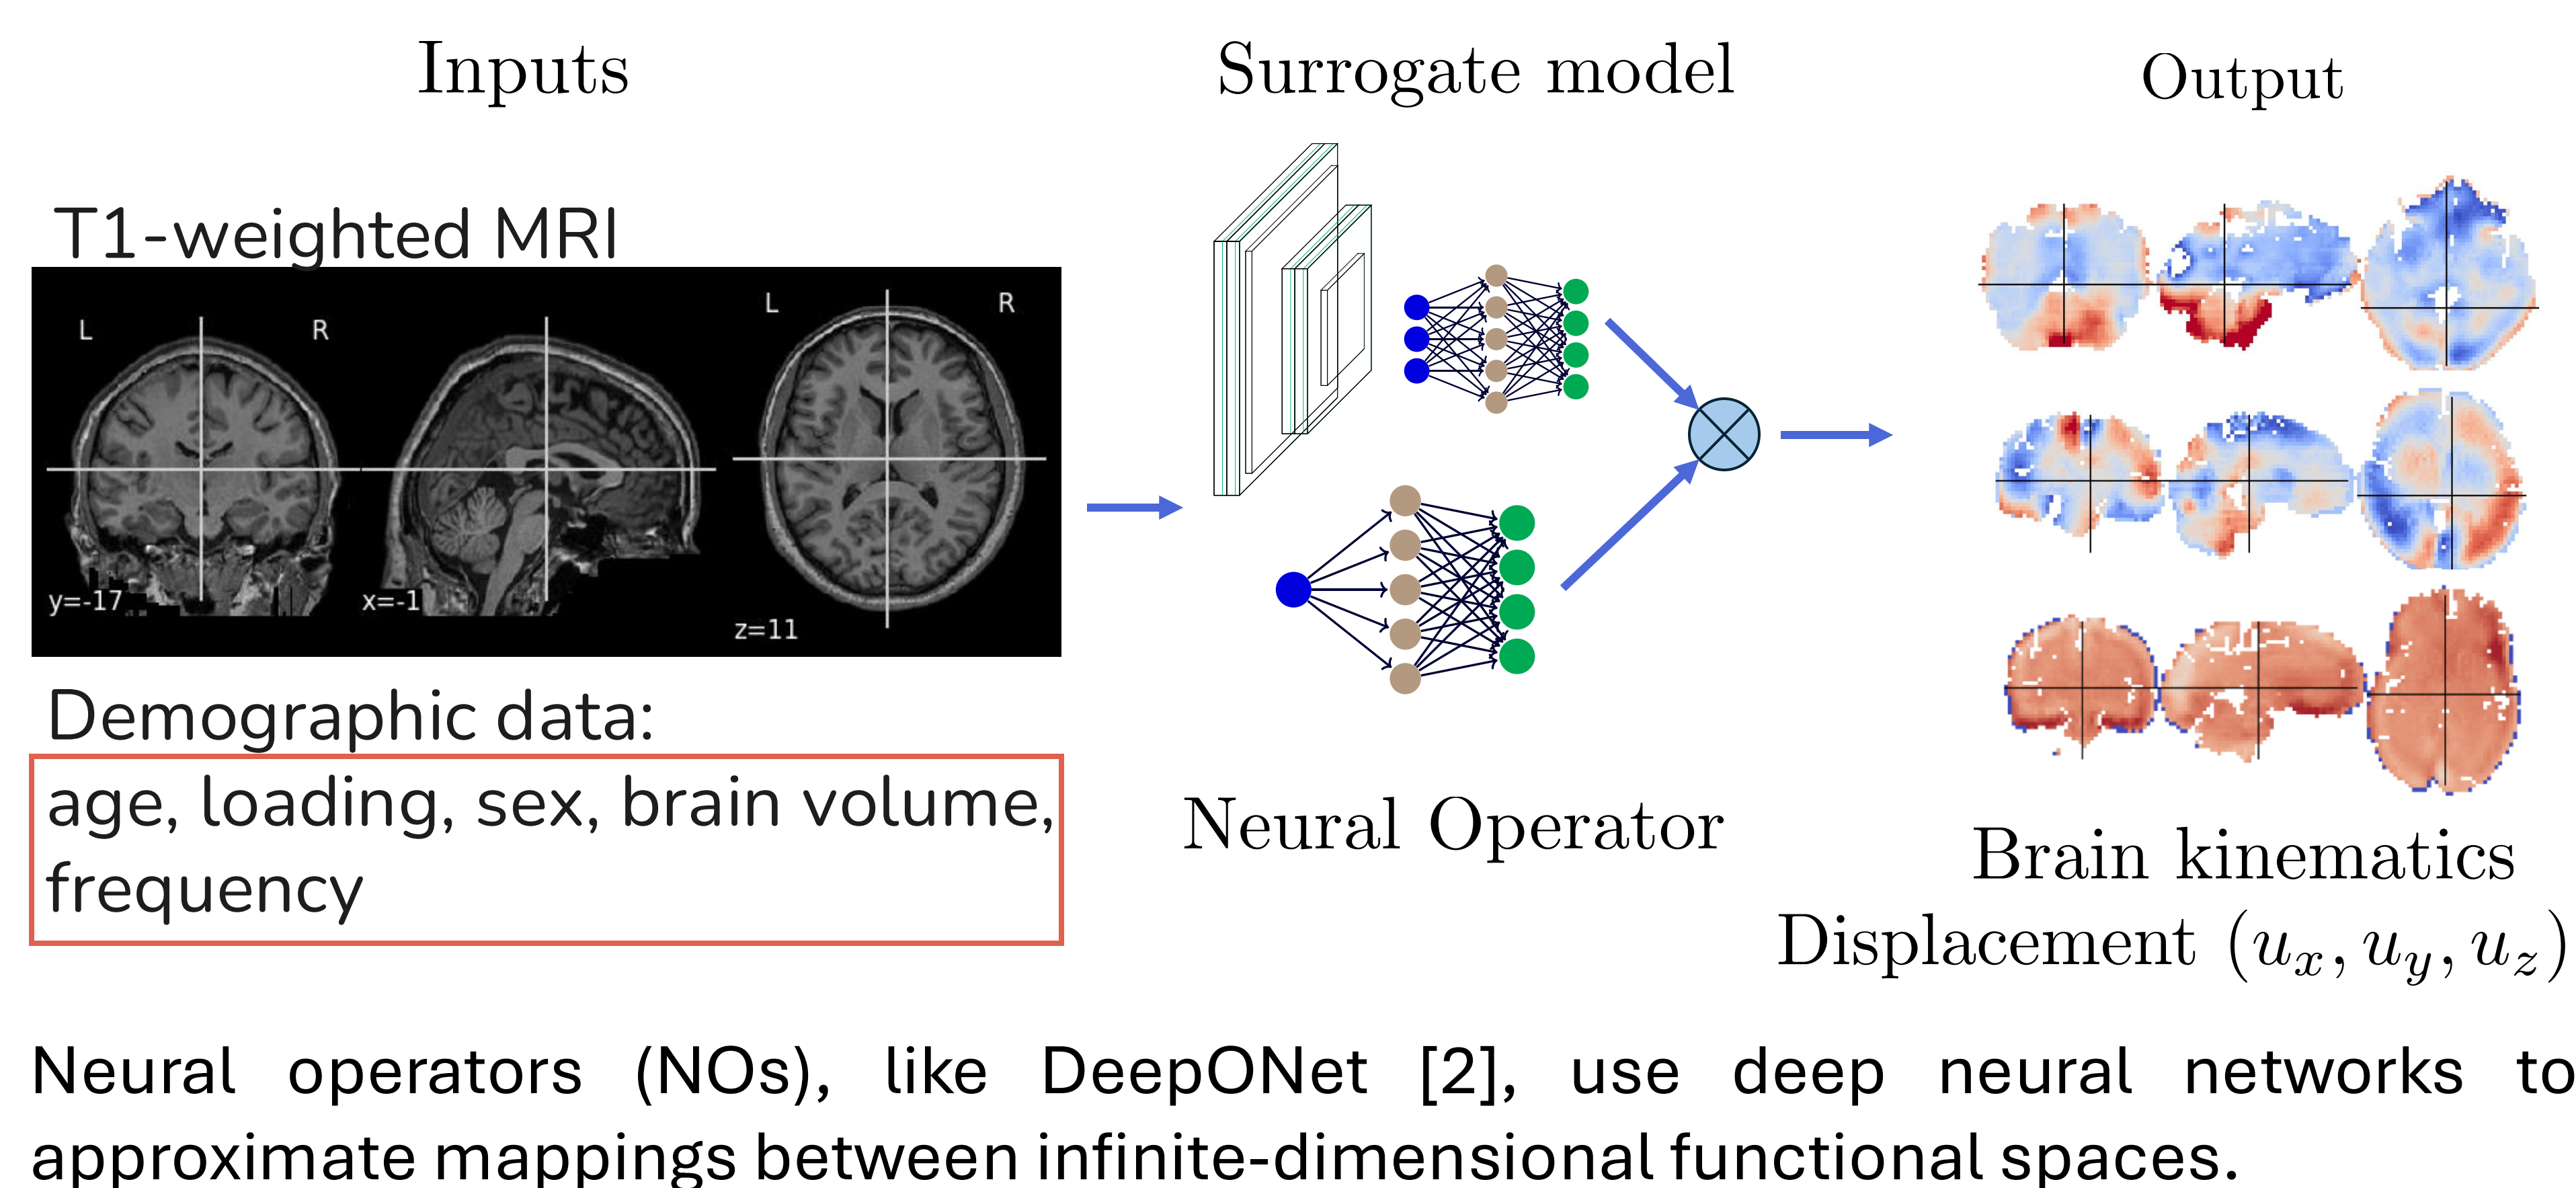 Inputs
Surrogate model
Output
T1-weighted MRI
L
R
L
R
y=-17
x=-1
z=11
Demographic data:
age, loading, sex, brain volume,
frequency
Neural Operator
Brain kinematics
Displacement (uₓ, u_y, u_z)
Neural operators (NOs), like DeepONet [2], use deep neural networks to
approximate mappings between infinite-dimensional functional spaces.